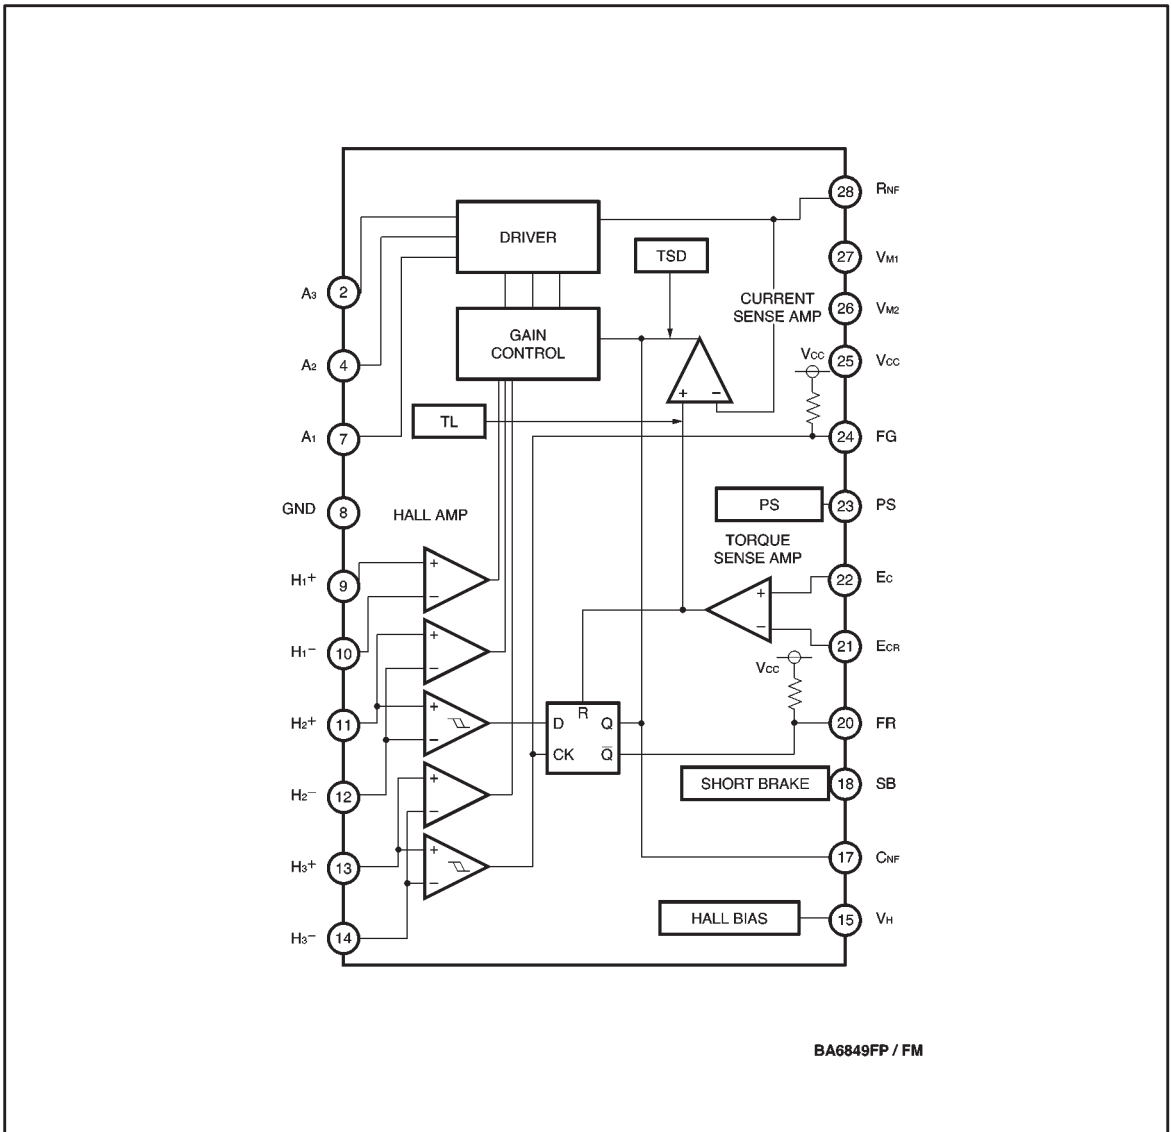 28 RNF
DRIVER
TSD
27 VM1
A3 2
CURRENT
SENSE AMP
26 VM2
GAIN
CONTROL
VCC
25 VCC
A2 4
+ −
TL
A1 7
24 FG
GND 8
HALL AMP
PS
23 PS
TORQUE
SENSE AMP
H1+ 9
+
−
22 EC
+
−
H1− 10
+
−
21 ECR
VCC
H2+ 11
+
−
R
D Q
CK Q̅
20 FR
H2− 12
+
−
SHORT BRAKE
18 SB
H3+ 13
+
−
17 CNF
HALL BIAS
15 VH
H3− 14
BA6849FP / FM